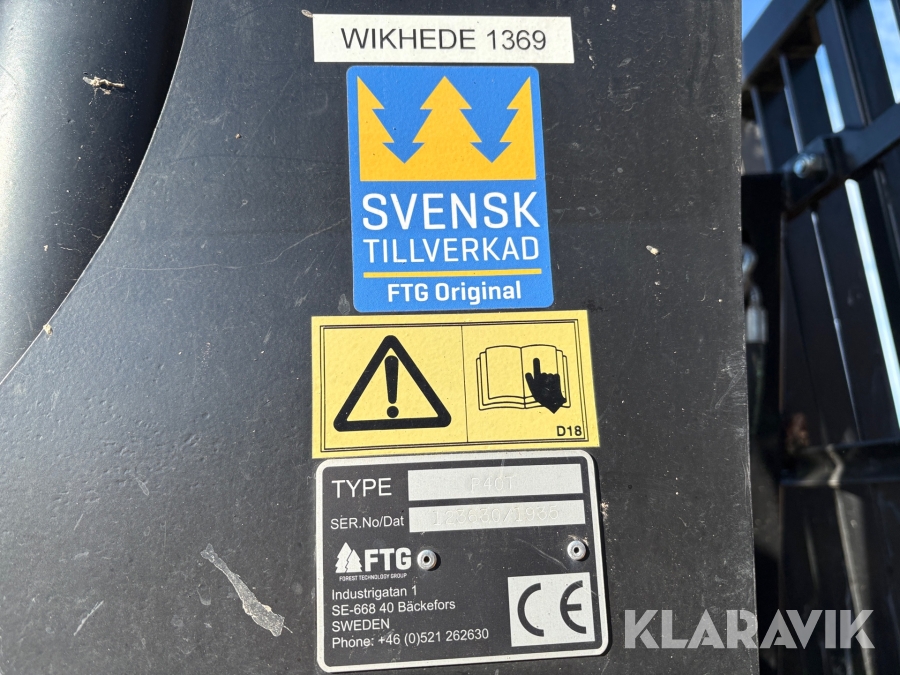 WIKHEDE 1369
SVENSK
TILLVERKAD
FTG Original
D18
TYPE
SER.No/Dat
FTG
FOREST TECHNOLOGY GROUP
Industrigatan 1
SE-668 40 Bäckefors
SWEDEN
Phone: +46 (0)521 262630
CE
KLARAVIK